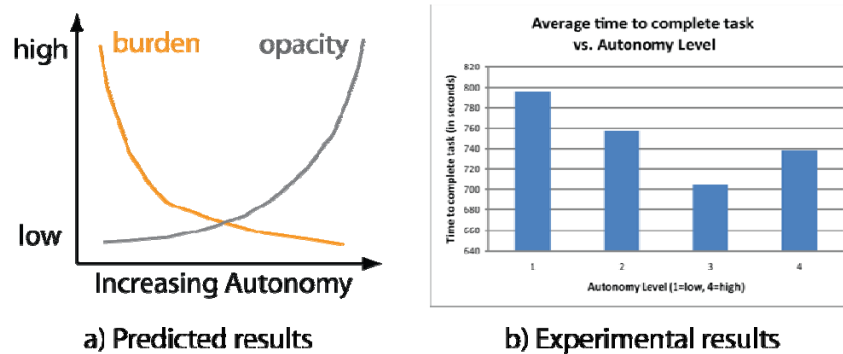 high
burden
opacity
low
Increasing Autonomy
a) Predicted results
Average time to complete task
vs. Autonomy Level
Time to complete task (in seconds)
820
800
780
760
740
720
700
680
660
640
1 2 3 4
Autonomy Level (1=low, 4=high)
b) Experimental results